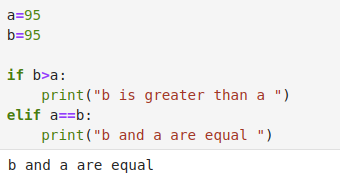 a=95
b=95

if b>a:
    print("b is greater than a ")
elif a==b:
    print("b and a are equal ")
b and a are equal